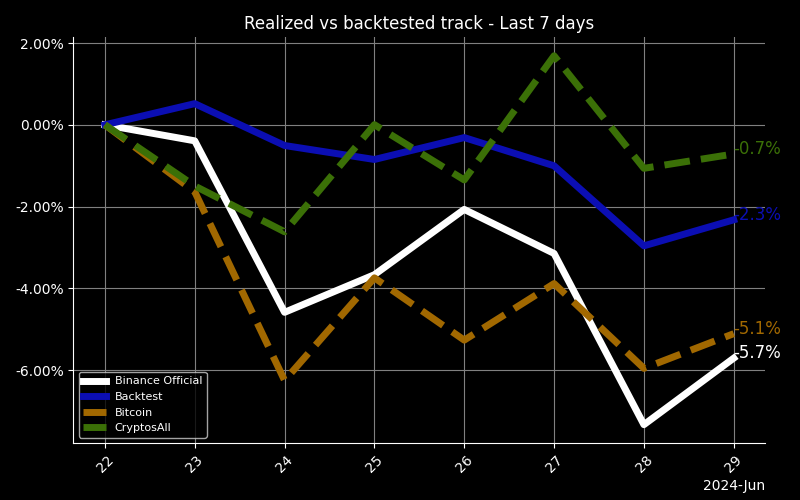 Realized vs backtested track - Last 7 days
2.00%
0.00%
-2.00%
-4.00%
-6.00%
-0.7%
-2.3%
-5.1%
-5.7%
Binance Official
Backtest
Bitcoin
CryptosAll
22
23
24
25
26
27
28
29
2024-Jun